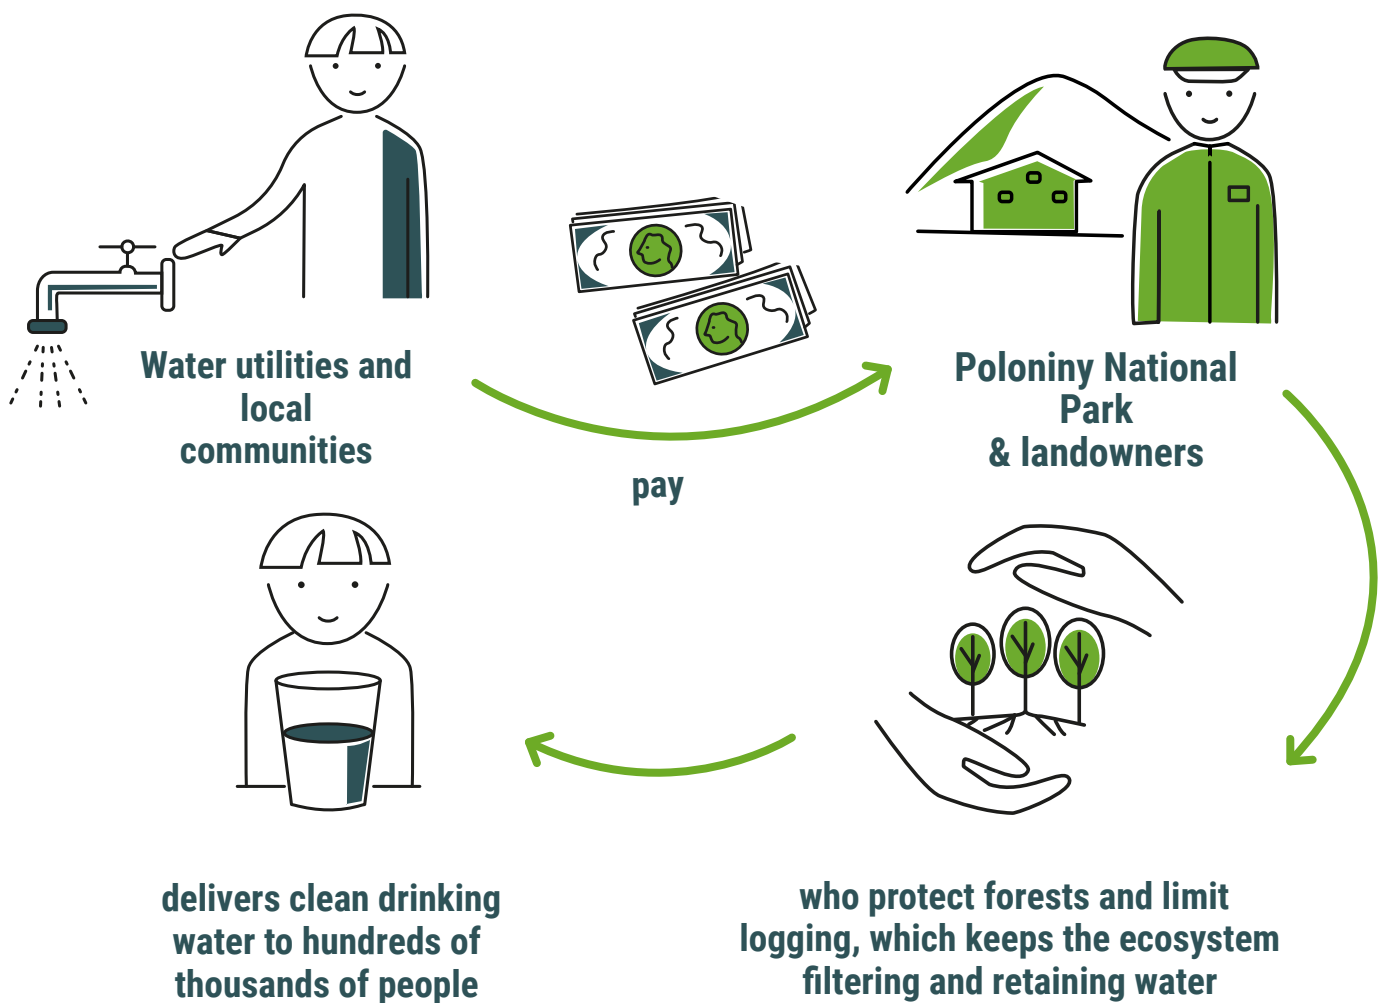 Water utilities and
local
communities
pay
Poloniny National
Park
& landowners
who protect forests and limit
logging, which keeps the ecosystem
filtering and retaining water
delivers clean drinking
water to hundreds of
thousands of people